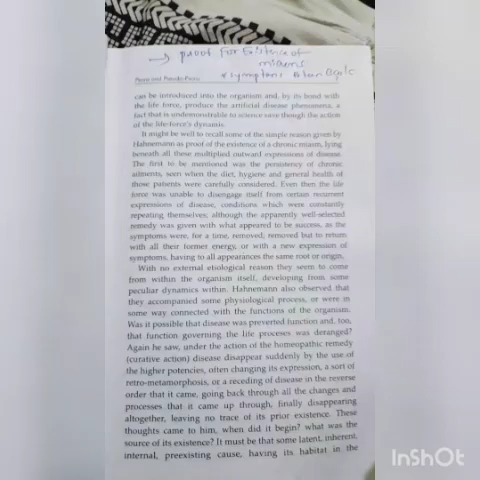 → proof for existence of
miasms
& symptoms
Psora and Pseudo-Psora
can be introduced into the organism and, by its bond with
the life force, produce the artificial disease phenomena, a
fact that is undemonstrable to science save though the action
of the life-force's dynamic.
It might be well to recall some of the simple reason given by
Hahnemann as proof of the existence of a chronic miasm, lying
beneath all these multiplied outward expressions of disease.
The first to be mentioned was the persistency of chronic
ailments, seen when the diet, hygiene and general health of
those patients were carefully considered. Even then the life
force was unable to disengage itself from certain recurrent
expressions of disease, conditions which were constantly
repeating themselves; although the apparently well-selected
remedy was given with what appeared to be success, as the
symptoms were, for a time, removed; removed but to return
with all their former energy, or with a new expression of
symptoms, having to all appearances the same root or origin.
With no external etiological reason they seem to come
from within the organism itself, developing from some
peculiar dynamics within. Hahnemann also observed that
they accompanied some physiological process, or were in
some way connected with the functions of the organism.
Was it possible that disease was preverted function and, too,
that function governing the life proceses was deranged?
Again he saw, under the action of the homeopathic remedy
(curative action) disease disappear suddenly by the use of
the higher potencies, often changing its expression, a sort of
retro-metamorphosis, or a receding of disease in the reverse
order that it came, going back through all the changes and
processes that it came up through, finally disappearing
altogether, leaving no trace of its prior existence. These
thoughts came to him, when did it begin? what was the
source of its existence? It must be that some latent, inherent,
internal, preexisting cause, having its habitat in the
InShOt